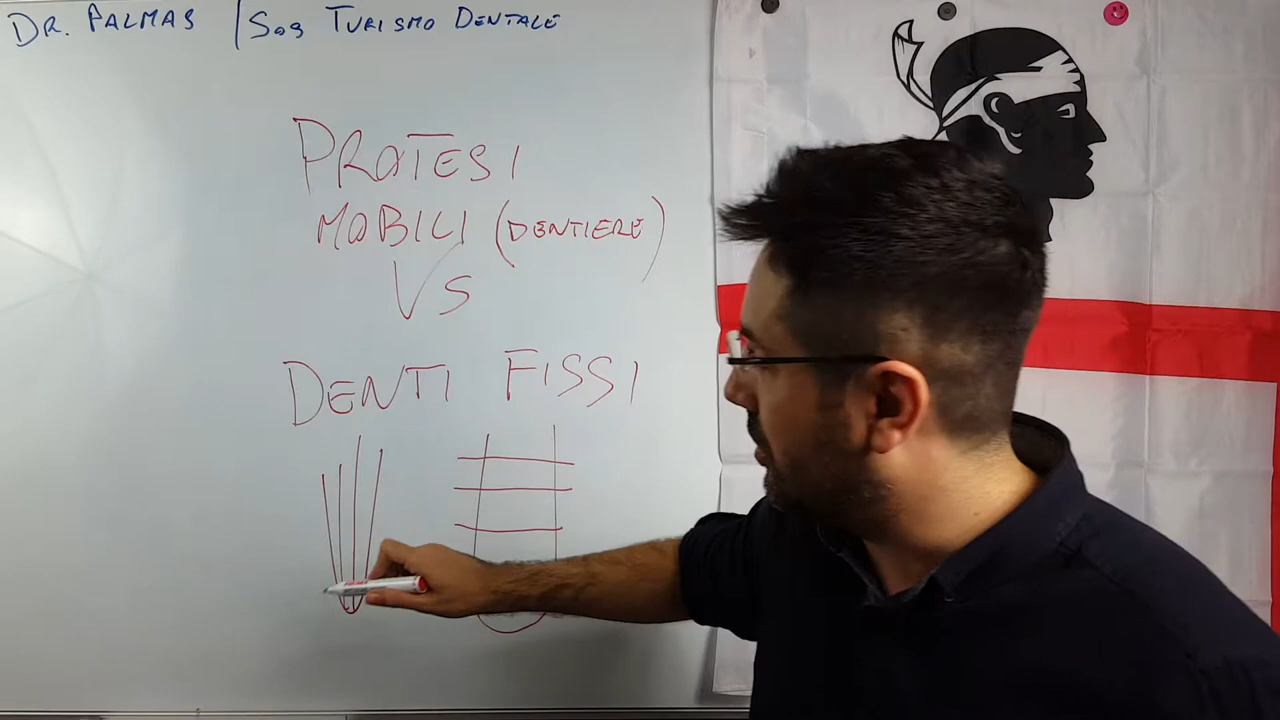 DR. PALMAS | SOS TURISMO DENTALE
PROTESI
MOBILI (DENTIERE)
VS
DENTI FISSI